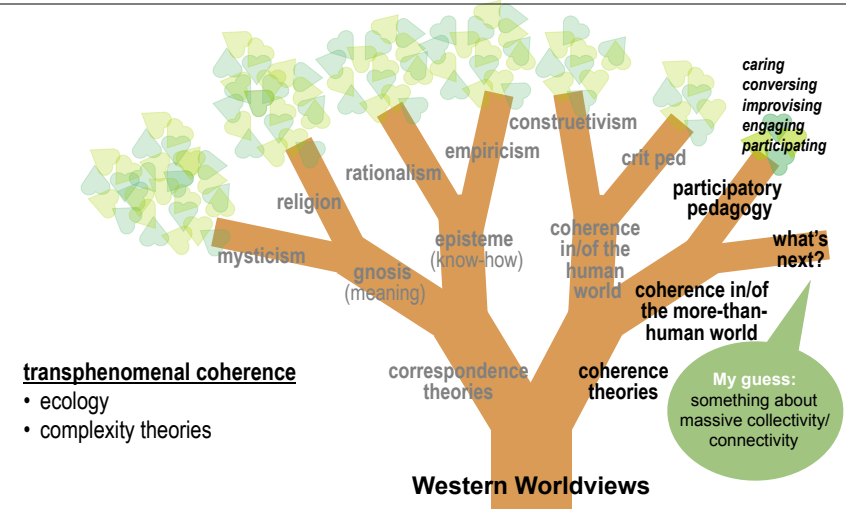 caring
conversing
improvising
engaging
participating
construetivism
empiricism
crit ped
rationalism
participatory
pedagogy
religion
coherence
in/of the
human
world
episteme
(know-how)
what's
next?
mysticism
gnosis
(meaning)
coherence in/of
the more-than-
human world
transphenomenal coherence
• ecology
• complexity theories
correspondence
theories
coherence
theories
My guess:
something about
massive collectivity/
connectivity
Western Worldviews